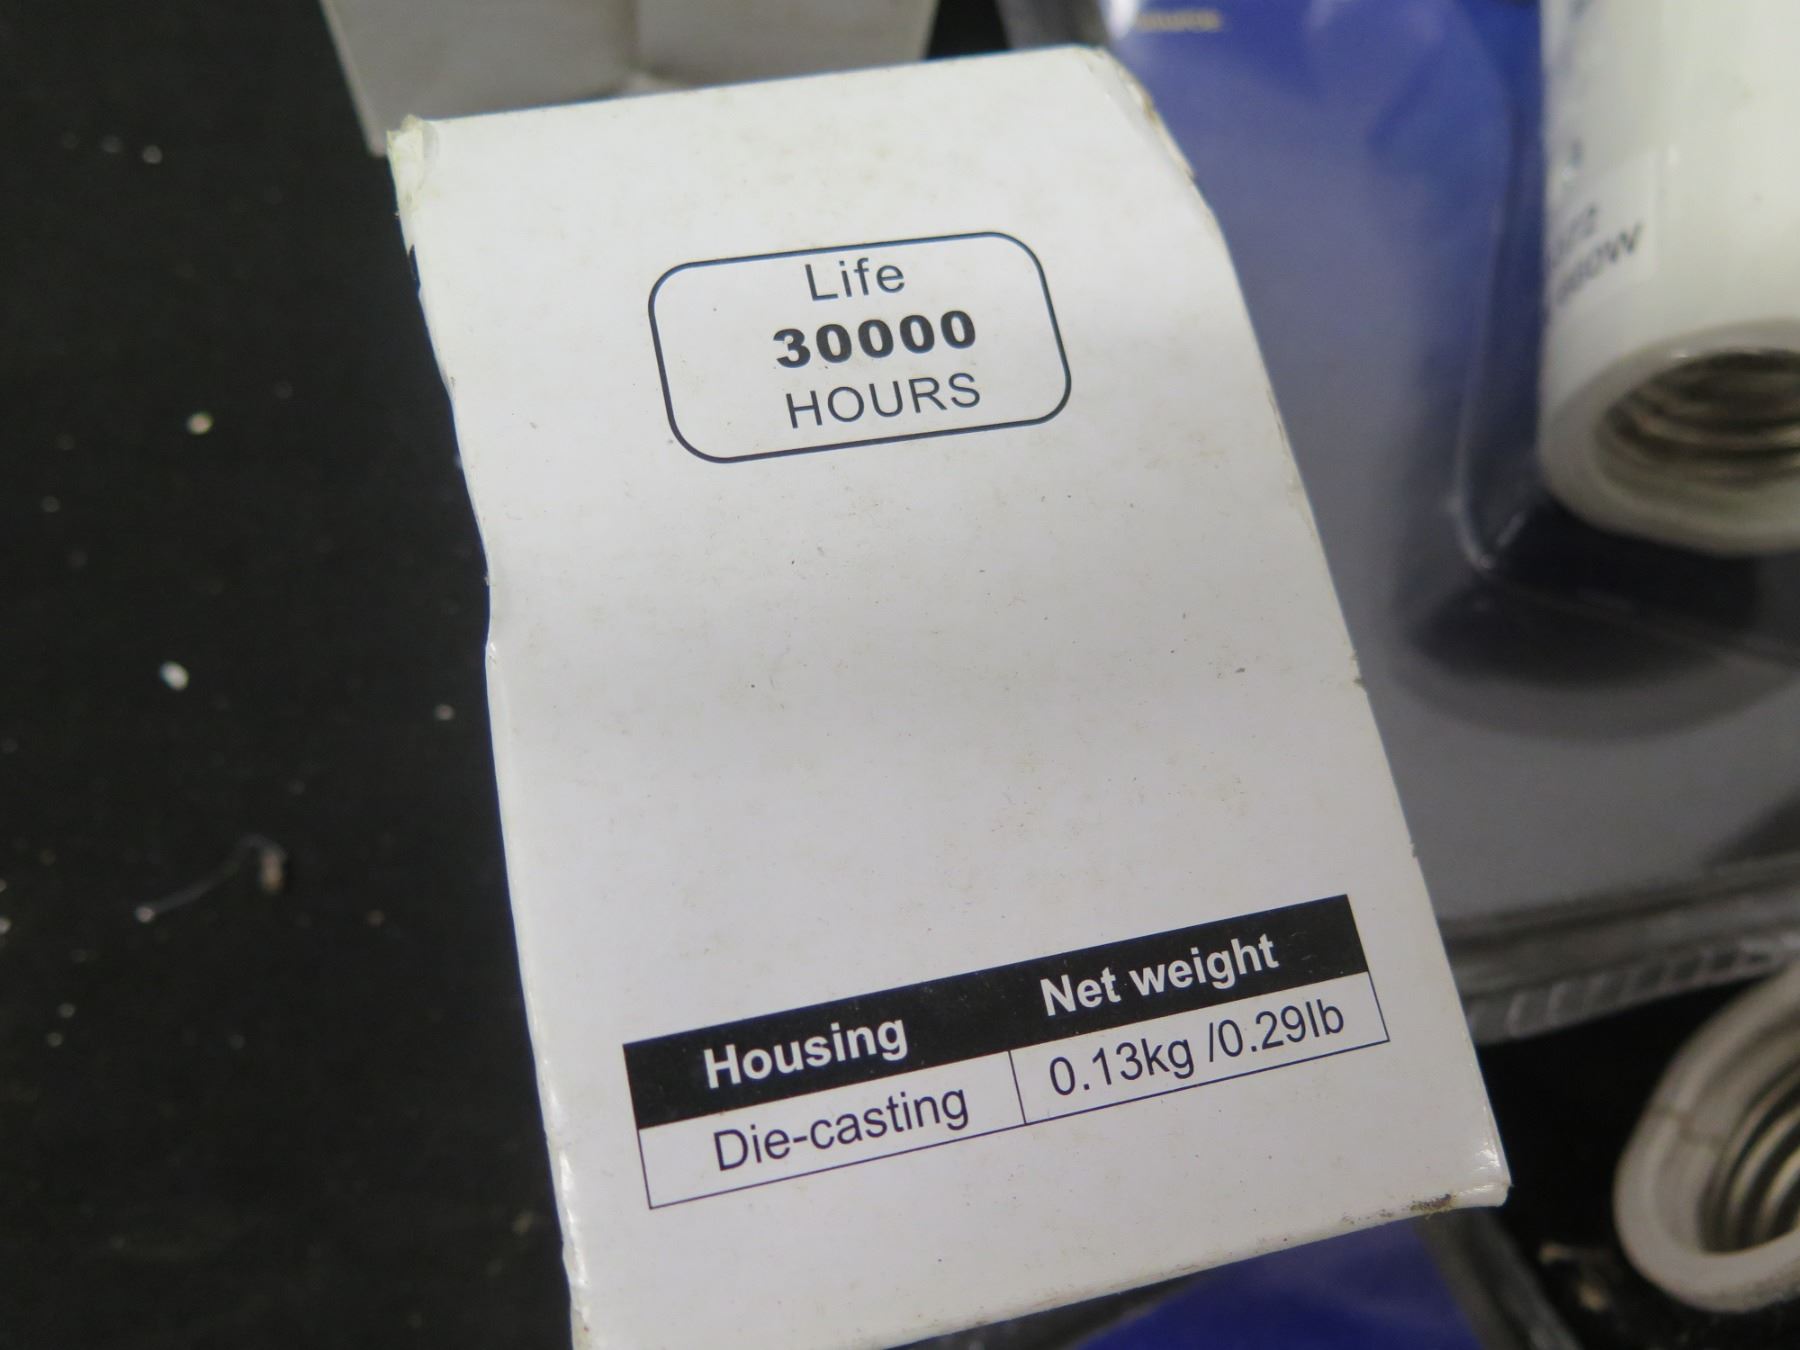 Life
30000
HOURS
Housing Net weight
Die-casting 0.13kg /0.29lb